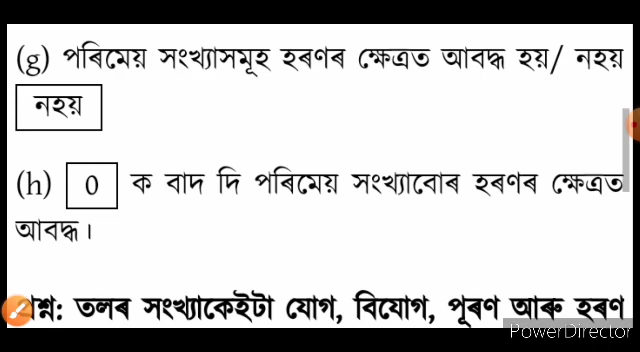 (g) পৰিমেয় সংখ্যাসমূহ হৰণৰ ক্ষেত্ৰত আবদ্ধ হয়/ নহয়
নহয়
(h) 0 ক বাদ দি পৰিমেয় সংখ্যাবোৰ হৰণৰ ক্ষেত্ৰত
আবদ্ধ।
প্ৰশ্ন: তলৰ সংখ্যাকেইটা যোগ, বিযোগ, পূৰণ আৰু হৰণ
PowerDirector